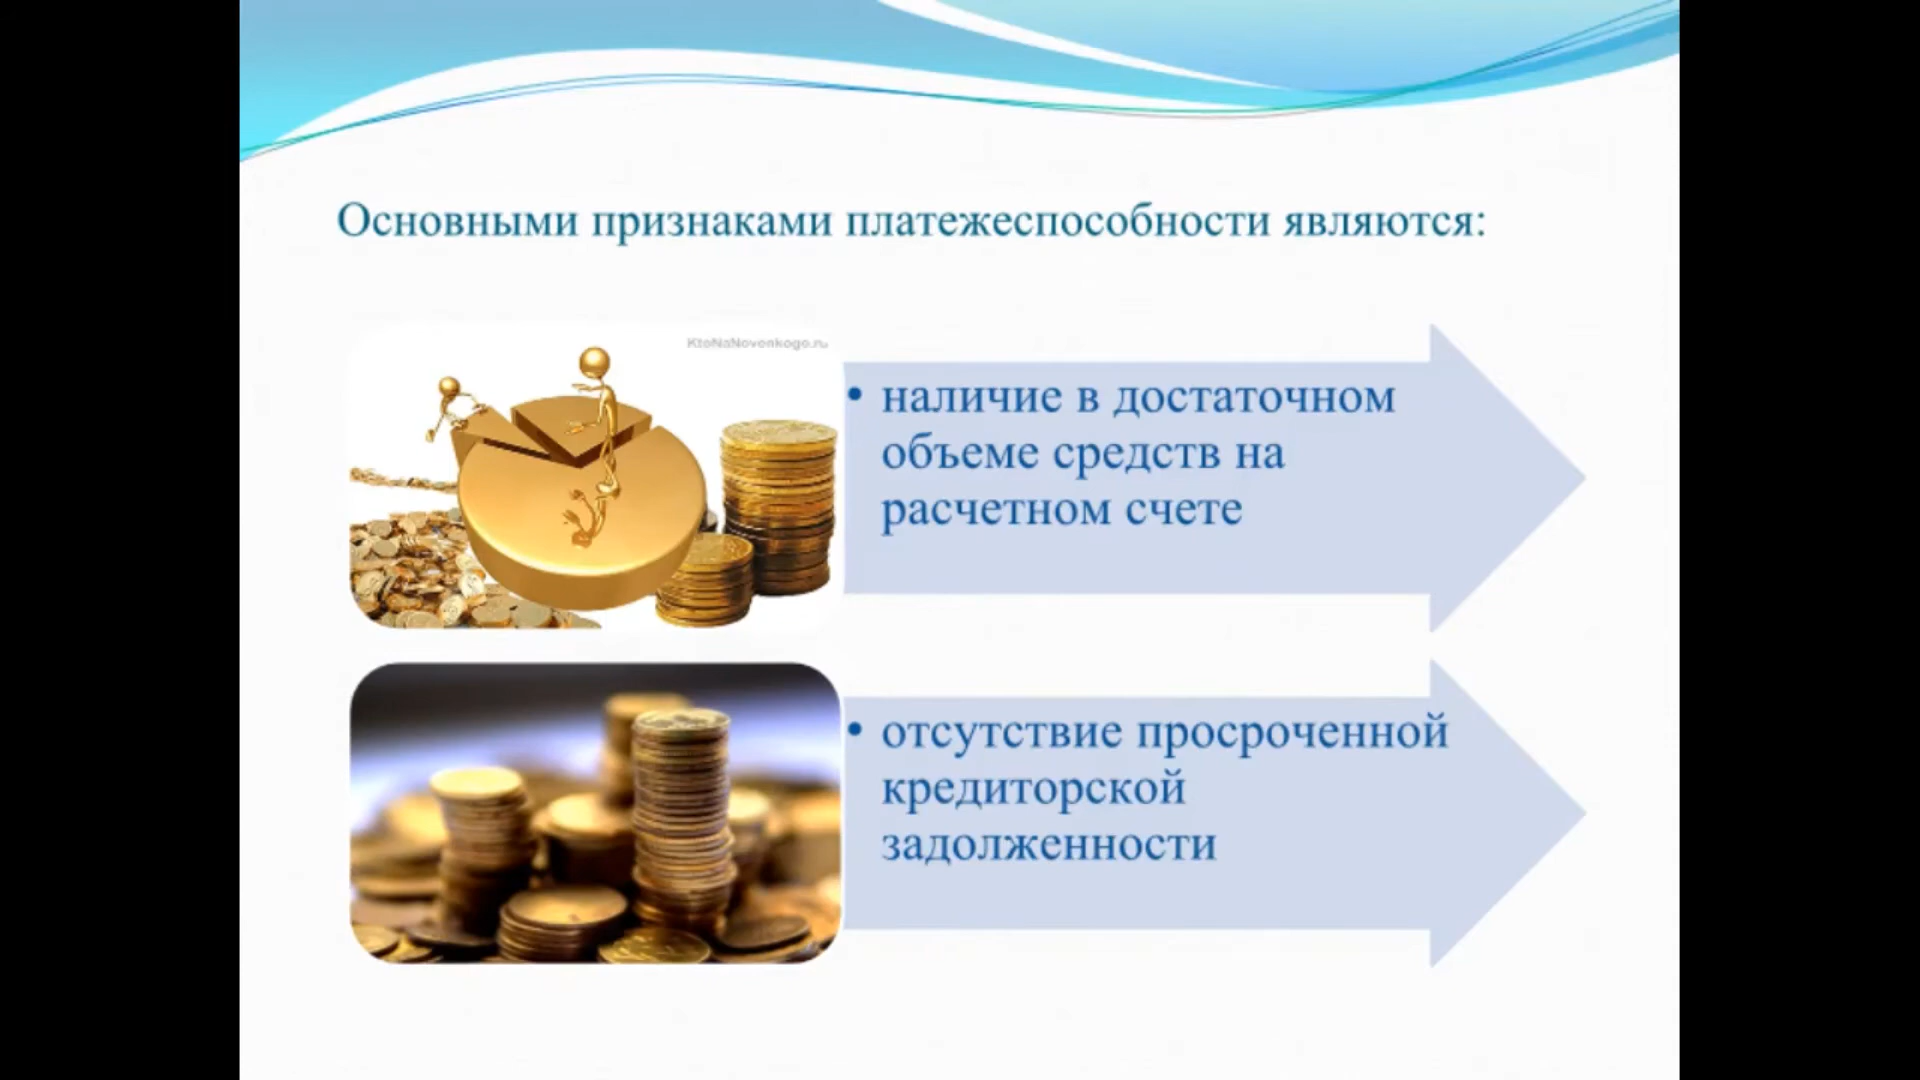 Основными признаками платежеспособности являются:
KtoNaNovenkogo.ru
• наличие в достаточном
объеме средств на
расчетном счете
• отсутствие просроченной
кредиторской
задолженности